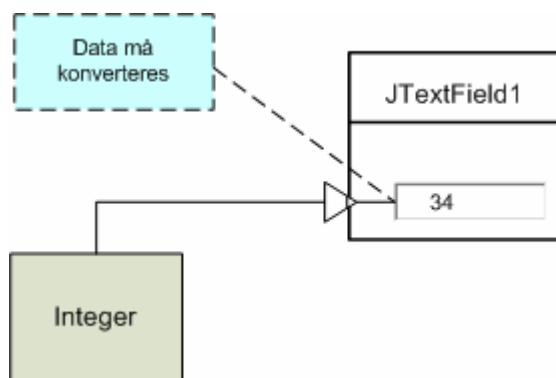 Data må
konverteres
JTextField1
34
Integer